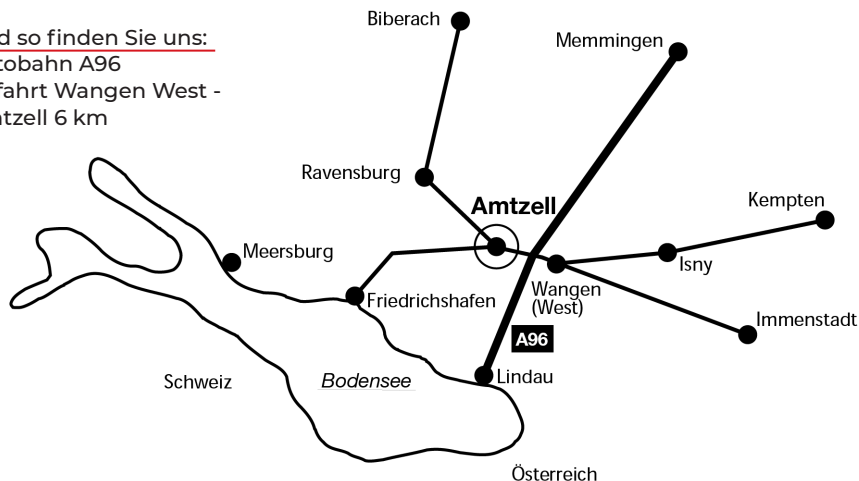 d so finden Sie uns:
tobahn A96
fahrt Wangen West -
tzell 6 km
Biberach
Memmingen
Ravensburg
Amtzell
Kempten
Meersburg
Isny
Friedrichshafen
Wangen
(West)
Immenstadt
A96
Schweiz
Bodensee
Lindau
Österreich